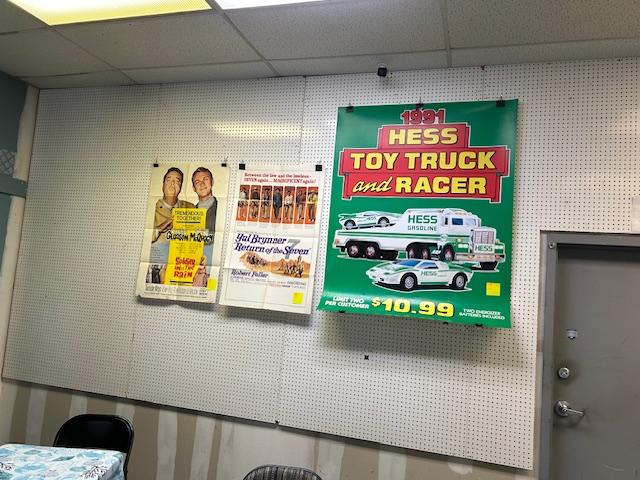 TREMENDOUS
TOGETHER!
GLEASON McQUEEN
Soldier
IN THE
RAIN
Between the law and the lawless-
SEVEN again... MAGNIFICENT again!
Yul Brynner
7
Return of the Seven
Robert Fuller
1991
HESS
TOY TRUCK
and RACER
HESS
GASOLINE
HESS
HESS
LIMIT TWO
PER CUSTOMER
$10.99
TWO ENERGIZER
BATTERIES INCLUDED